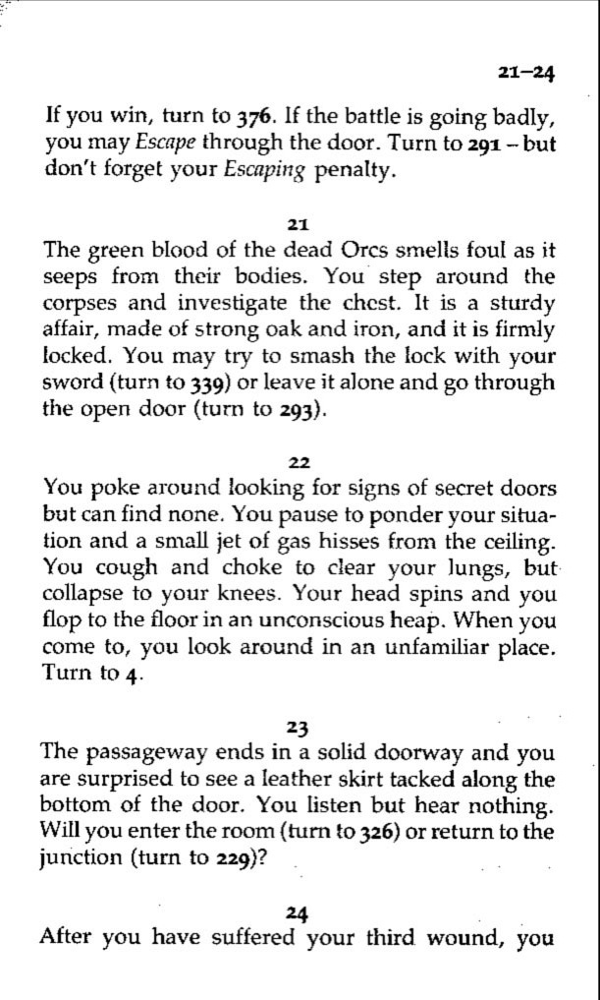 21–24
If you win, turn to 376. If the battle is going badly,
you may Escape through the door. Turn to 291 – but
don't forget your Escaping penalty.
21
The green blood of the dead Orcs smells foul as it
seeps from their bodies. You step around the
corpses and investigate the chest. It is a sturdy
affair, made of strong oak and iron, and it is firmly
locked. You may try to smash the lock with your
sword (turn to 339) or leave it alone and go through
the open door (turn to 293).
22
You poke around looking for signs of secret doors
but can find none. You pause to ponder your situa-
tion and a small jet of gas hisses from the ceiling.
You cough and choke to clear your lungs, but
collapse to your knees. Your head spins and you
flop to the floor in an unconscious heap. When you
come to, you look around in an unfamiliar place.
Turn to 4.
23
The passageway ends in a solid doorway and you
are surprised to see a leather skirt tacked along the
bottom of the door. You listen but hear nothing.
Will you enter the room (turn to 326) or return to the
junction (turn to 229)?
24
After you have suffered your third wound, you